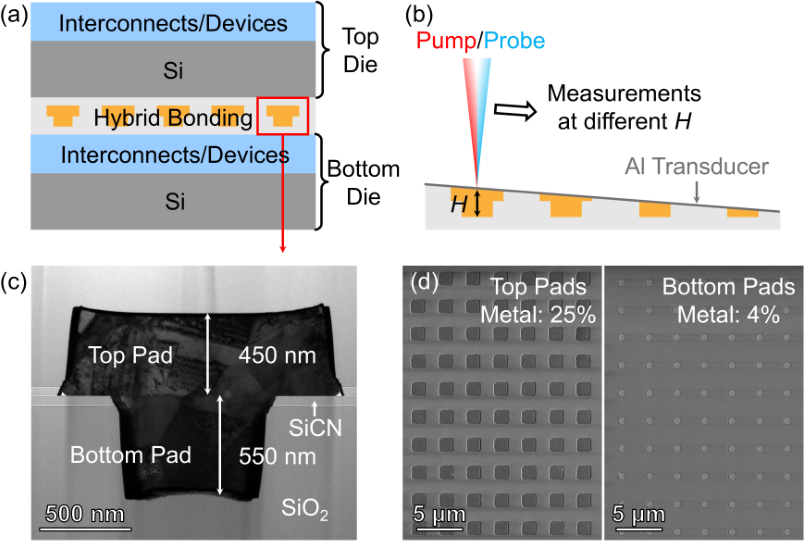 (a)
Interconnects/Devices
Si
Top
Die
Hybrid Bonding
Interconnects/Devices
Si
Bottom
Die
(b)
Pump/Probe
Measurements
at different H
Al Transducer
H
(c)
Top Pad
450 nm
SiCN
Bottom Pad
550 nm
SiO₂
500 nm
(d)
Top Pads
Metal: 25%
5 μm
Bottom Pads
Metal: 4%
5 μm